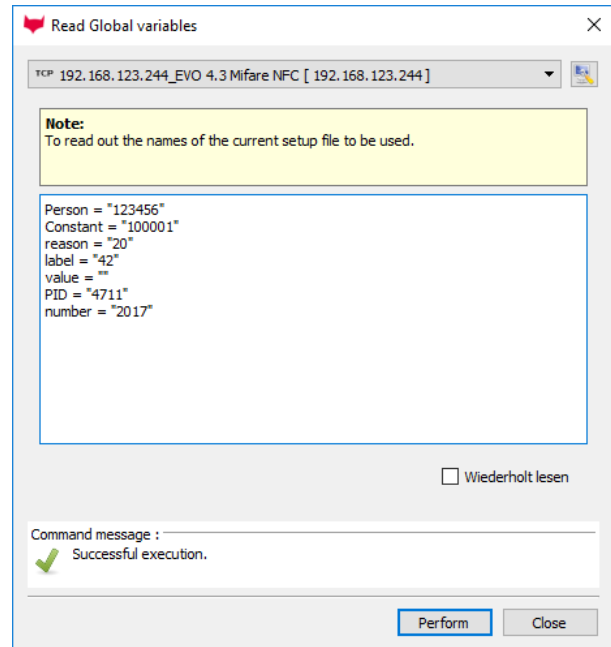 Read Global variables
TCP 192.168.123.244_EVO 4.3 Mifare NFC [ 192.168.123.244 ]
Note:
To read out the names of the current setup file to be used.
Person = "123456"
Constant = "100001"
reason = "20"
label = "42"
value = ""
PID = "4711"
number = "2017"
Wiederholt lesen
Command message :
Successful execution.
Perform Close